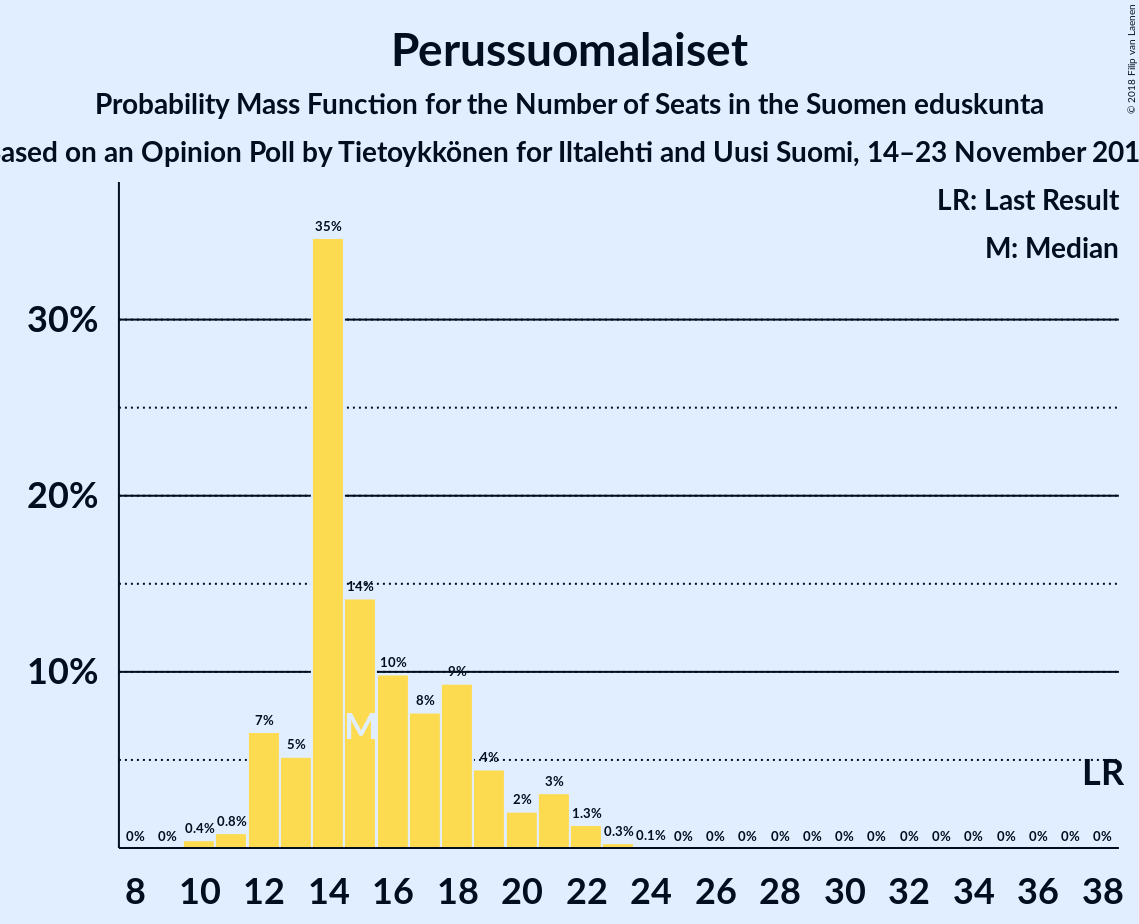 Perussuomalaiset
Probability Mass Function for the Number of Seats in the Suomen eduskunta
ased on an Opinion Poll by Tietoykkönen for Iltalehti and Uusi Suomi, 14–23 November 201
© 2018 Filip van Laenen
LR: Last Result
M: Median
30%
20%
10%
0% 0% 0.4% 0.8% 7% 5% 35% 14% 10% 8% 9% 4% 2% 3% 1.3% 0.3% 0.1% 0% 0% 0% 0% 0% 0% 0% 0% 0% 0% 0% 0% 0% 0%
M
LR
8 10 12 14 16 18 20 22 24 26 28 30 32 34 36 38